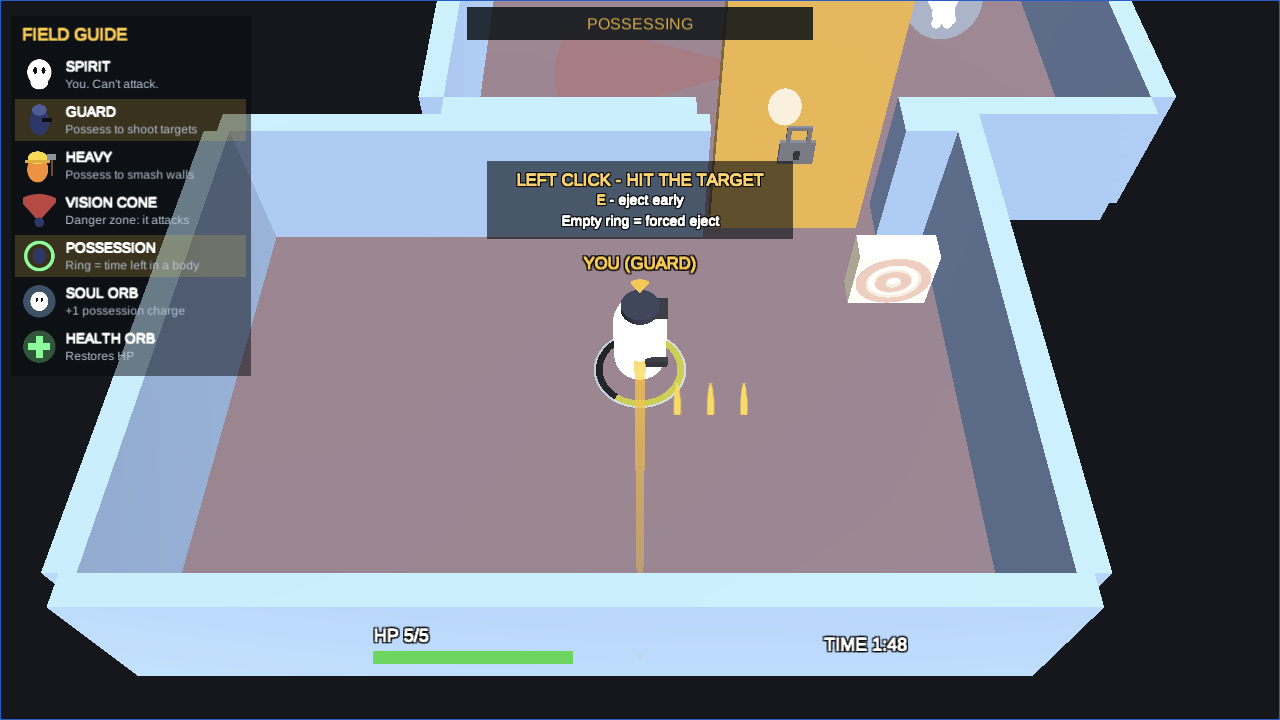 POSSESSING
FIELD GUIDE
SPIRIT
You. Can't attack.
GUARD
Possess to shoot targets
HEAVY
Possess to smash walls
VISION CONE
Danger zone: it attacks
POSSESSION
Ring = time left in a body
SOUL ORB
+1 possession charge
HEALTH ORB
Restores HP
LEFT CLICK - HIT THE TARGET
E - eject early
Empty ring = forced eject
YOU (GUARD)
HP 5/5
TIME 1:48